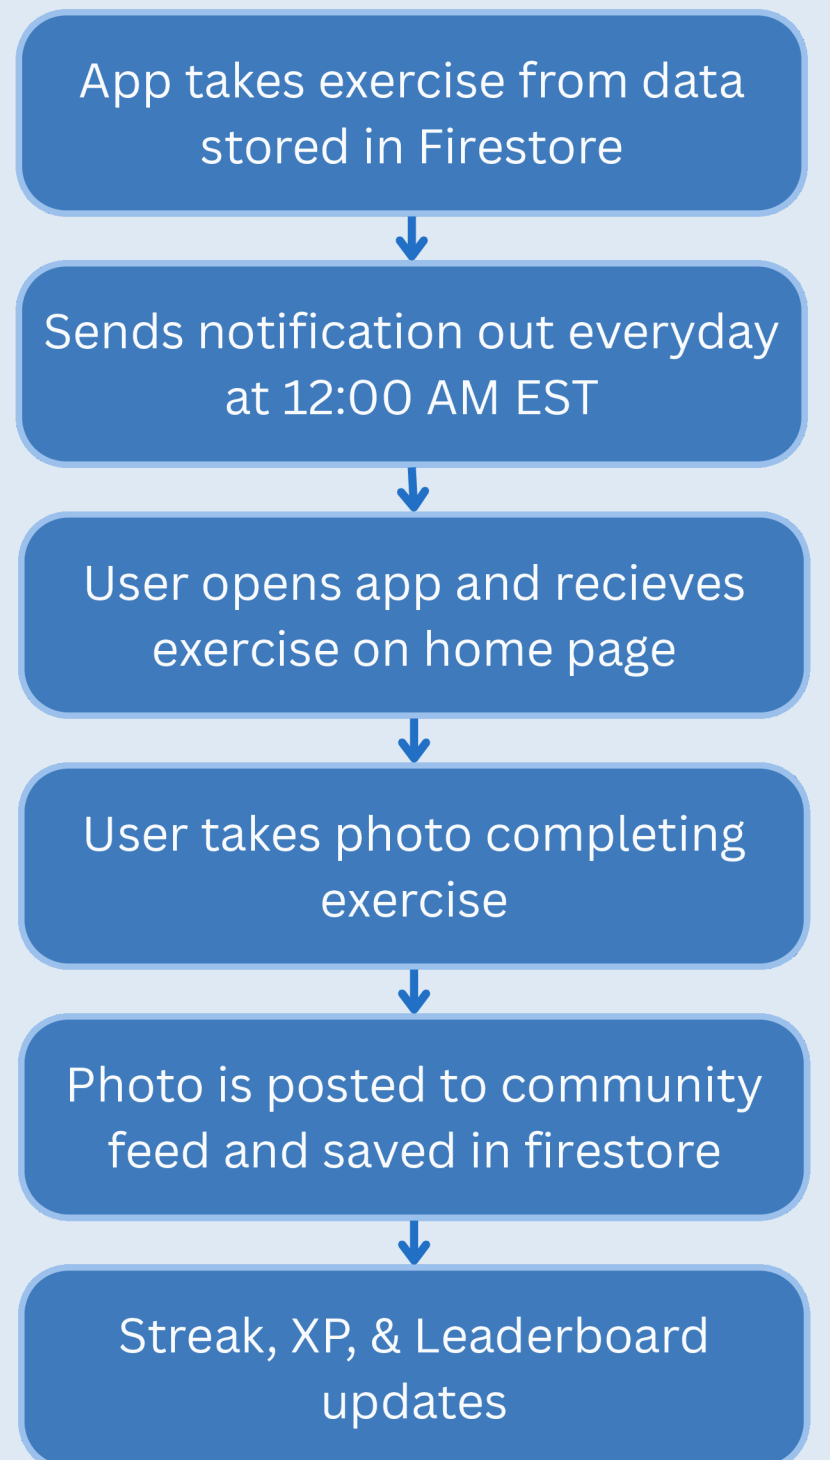 App takes exercise from data
stored in Firestore
Sends notification out everyday
at 12:00 AM EST
User opens app and recieves
exercise on home page
User takes photo completing
exercise
Photo is posted to community
feed and saved in firestore
Streak, XP, & Leaderboard
updates